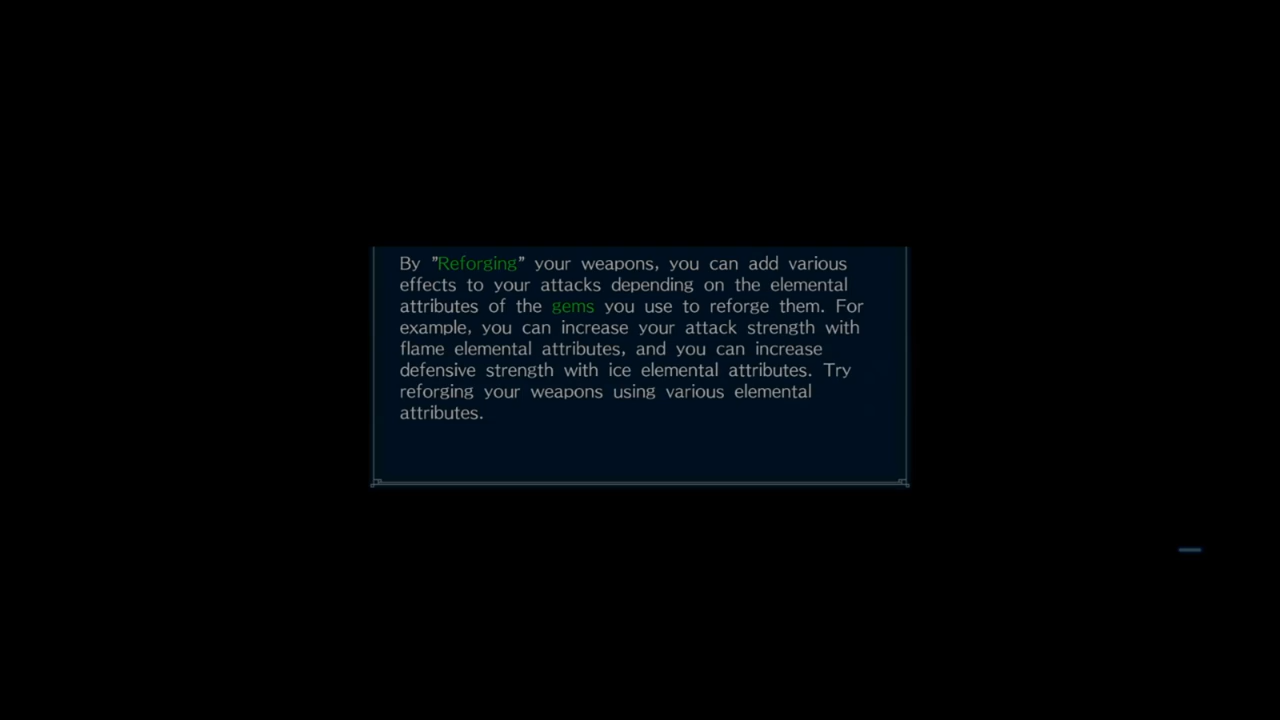 By "Reforging" your weapons, you can add various
effects to your attacks depending on the elemental
attributes of the gems you use to reforge them. For
example, you can increase your attack strength with
flame elemental attributes, and you can increase
defensive strength with ice elemental attributes. Try
reforging your weapons using various elemental
attributes.